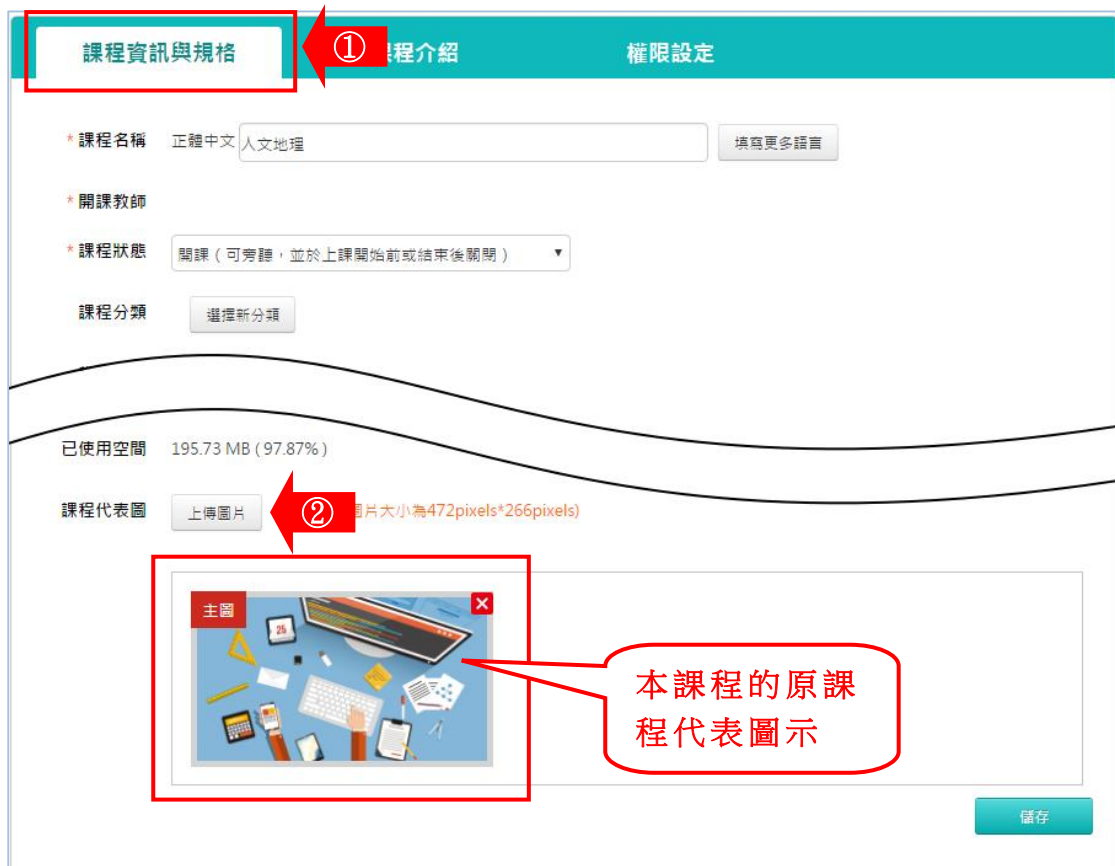 課程資訊與規格
①
程介紹
權限設定
*課程名稱 正體中文 人文地理 填寫更多語言
*開課教師
*課程狀態 開課(可旁聽,並於上課開始前或結束後關閉) ▼
課程分類 選擇新分類
已使用空間 195.73 MB ( 97.87% )
課程代表圖 上傳圖片 ② 片大小為472pixels*266pixels)
主圖
25
本課程的原課
程代表圖示
儲存